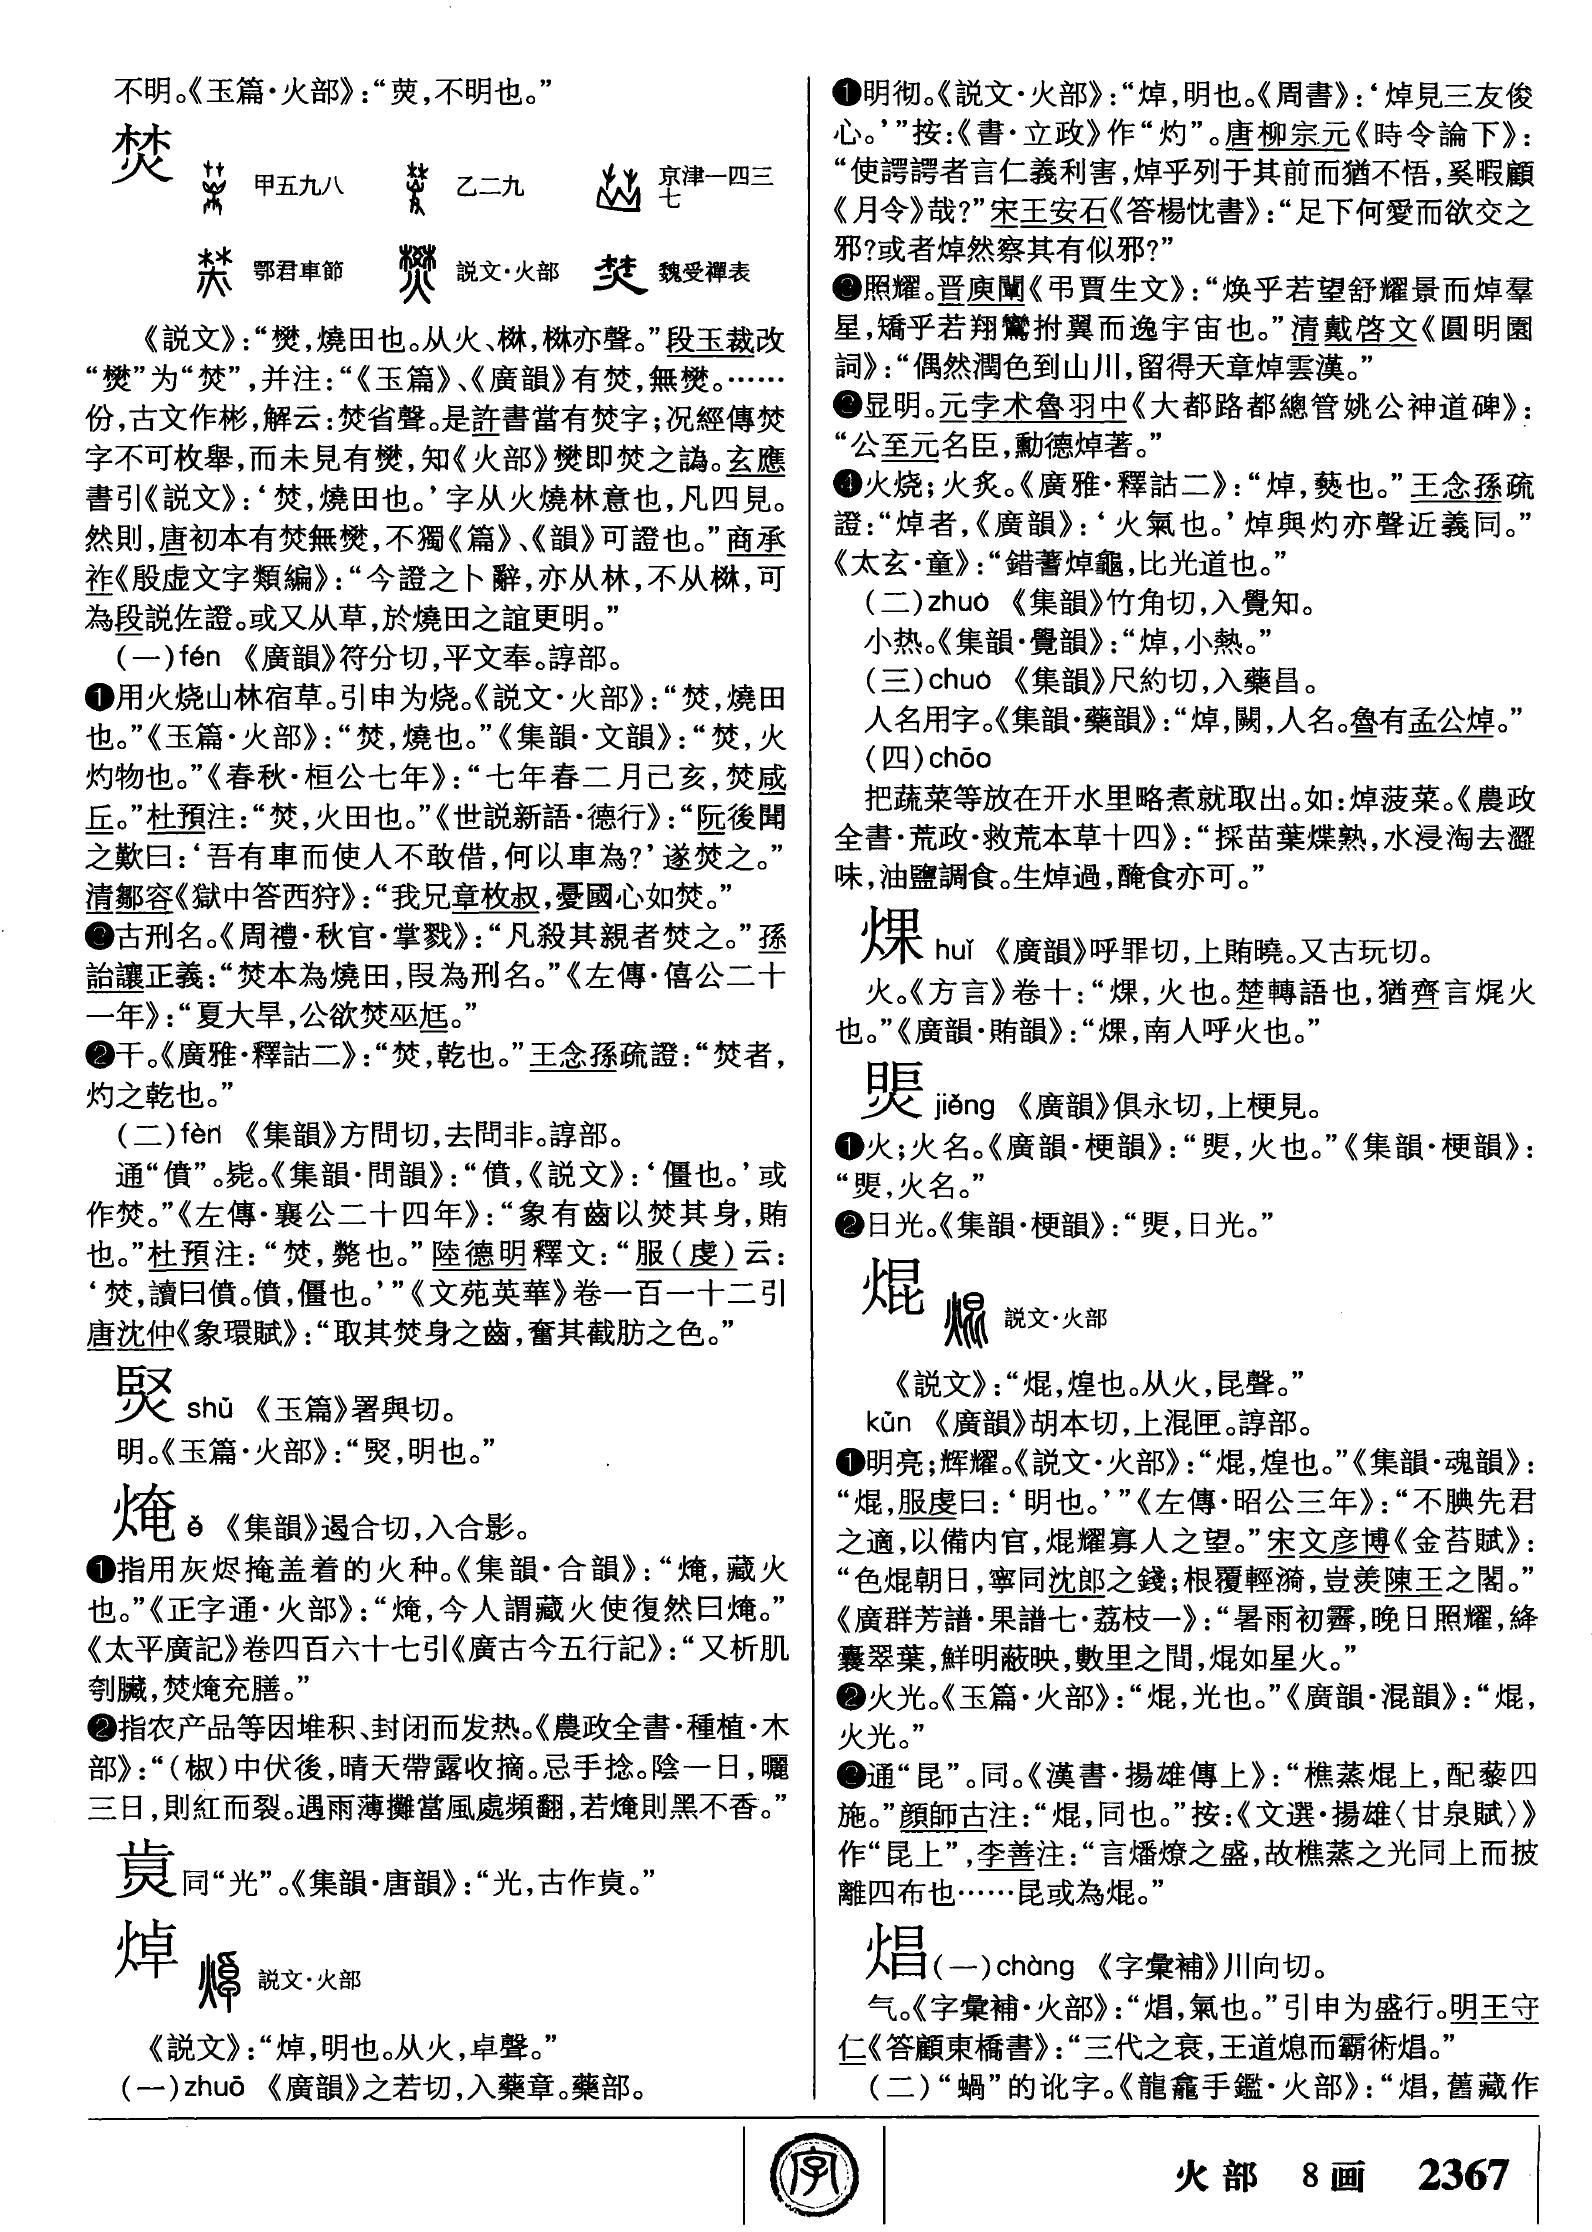 不明。《玉篇·火部》：“㷊，不明也。”
焚
甲五九八
乙二九
京津一四三七
鄂君車節
説文·火部
魏受禪表
《説文》：“燓，燒田也。从火、棥，棥亦聲。”段玉裁改
“燓”为“焚”，并注：“《玉篇》、《廣韻》有焚，無燓。……
份，古文作彬，解云：焚省聲。是許書當有焚字；况經傳焚
字不可枚舉，而未見有燓，知《火部》燓即焚之譌。玄應
書引《説文》：‘焚，燒田也。’字从火燒林意也，凡四見。
然則，唐初本有焚無燓，不獨《篇》、《韻》可證也。”商承
祚《殷虚文字類編》：“今證之卜辭，亦从林，不从棥，可
為段説佐證。或又从草，於燒田之誼更明。”
（一）fén 《廣韻》符分切，平文奉。諄部。
❶用火烧山林宿草。引申为烧。《説文·火部》：“焚，燒田
也。”《玉篇·火部》：“焚，燒也。”《集韻·文韻》：“焚，火
灼物也。”《春秋·桓公七年》：“七年春二月己亥，焚咸
丘。”杜預注：“焚，火田也。”《世説新語·德行》：“阮後聞
之歎曰：‘吾有車而使人不敢借，何以車為？’遂焚之。”
清鄒容《獄中答西狩》：“我兄章枚叔，憂國心如焚。”
❸古刑名。《周禮·秋官·掌戮》：“凡殺其親者焚之。”孫
詒讓正義：“焚本為燒田，叚為刑名。”《左傳·僖公二十
一年》：“夏大旱，公欲焚巫尪。”
❷干。《廣雅·釋詁二》：“焚，乾也。”王念孫疏證：“焚者，
灼之乾也。”
（二）fèn 《集韻》方問切，去問非。諄部。
通“僨”。毙。《集韻·問韻》：“僨，《説文》：‘僵也。’或
作焚。”《左傳·襄公二十四年》：“象有齒以焚其身，賄
也。”杜預注：“焚，斃也。”陸德明釋文：“服（虔）云：
‘焚，讀曰僨。僨，僵也。’”《文苑英華》卷一百一十二引
唐沈仲《象環賦》：“取其焚身之齒，奮其截肪之色。”
焣 shǔ 《玉篇》署與切。
明。《玉篇·火部》：“焣，明也。”
㷈 ě 《集韻》遏合切，入合影。
❶指用灰烬掩盖着的火种。《集韻·合韻》：“㷈，藏火
也。”《正字通·火部》：“㷈，今人謂藏火使復然曰㷈。”
《太平廣記》卷四百六十七引《廣古今五行記》：“又析肌
刳臟，焚㷈充膳。”
❷指农产品等因堆积、封闭而发热。《農政全書·種植·木
部》：“（椒）中伏後，晴天帶露收摘。忌手捻。陰一日，曬
三日，則紅而裂。遇雨薄攤當風處頻翻，若㷈則黑不香。”
同“光”。《集韻·唐韻》：“光，古作。”
焯
説文·火部
《説文》：“焯，明也。从火，卓聲。”
（一）zhuō 《廣韻》之若切，入藥章。藥部。
❶明彻。《説文·火部》：“焯，明也。《周書》：‘焯見三友俊
心。’”按：《書·立政》作“灼”。唐柳宗元《時令論下》：
“使諤諤者言仁義利害，焯乎列于其前而猶不悟，奚暇顧
《月令》哉？”宋王安石《答楊忱書》：“足下何愛而欲交之
邪？或者焯然察其有似邪？”
❷照耀。晋庾闡《弔賈生文》：“焕乎若望舒耀景而焯羣
星，矯乎若翔鸞拊翼而逸宇宙也。”清戴啓文《圓明園
詞》：“偶然潤色到山川，留得天章焯雲漢。”
❸显明。元孛术魯羽中《大都路都總管姚公神道碑》：
“公至元名臣，勳德焯著。”
❹火烧；火炙。《廣雅·釋詁二》：“焯，爇也。”王念孫疏
證：“焯者，《廣韻》：‘火氣也。’焯與灼亦聲近義同。”
《太玄·童》：“錯蓍焯龜，比光道也。”
（二）zhuó 《集韻》竹角切，入覺知。
小热。《集韻·覺韻》：“焯，小熱。”
（三）chuò 《集韻》尺約切，入藥昌。
人名用字。《集韻·藥韻》：“焯，闕，人名。魯有孟公焯。”
（四）chāo
把蔬菜等放在开水里略煮就取出。如：焯菠菜。《農政
全書·荒政·救荒本草十四》：“採苗葉煠熟，水浸淘去澀
味，油鹽調食。生焯過，醃食亦可。”
㷄 huǐ 《廣韻》呼罪切，上賄曉。又古玩切。
火。《方言》卷十：“㷄，火也。楚轉語也，猶齊言㷄火
也。”《廣韻·賄韻》：“㷄，南人呼火也。”
煛 jiǒng 《廣韻》俱永切，上梗見。
❶火；火名。《廣韻·梗韻》：“煛，火也。”《集韻·梗韻》：
“煛，火名。”
❷日光。《集韻·梗韻》：“煛，日光。”
焜
説文·火部
《説文》：“焜，煌也。从火，昆聲。”
kūn 《廣韻》胡本切，上混匣。諄部。
❶明亮；辉耀。《説文·火部》：“焜，煌也。”《集韻·魂韻》：
“焜，服虔曰：‘明也。’”《左傳·昭公三年》：“不腆先君
之適，以備内官，焜耀寡人之望。”宋文彦博《金苔賦》：
“色焜朝日，寧同沈郎之錢；根覆輕漪，豈羡陳王之閣。”
《廣群芳譜·果譜七·荔枝一》：“暑雨初霽，晚日照耀，絳
囊翠葉，鮮明蔽映，數里之間，焜如星火。”
❷火光。《玉篇·火部》：“焜，光也。”《廣韻·混韻》：“焜，
火光。”
❸通“昆”。同。《漢書·揚雄傳上》：“樵蒸焜上，配藜四
施。”顔師古注：“焜，同也。”按：《文選·揚雄〈甘泉賦〉》
作“昆上”，李善注：“言燔燎之盛，故樵蒸之光同上而披
離四布也……昆或為焜。”
焻 （一）chàng 《字彙補》川向切。
气。《字彙補·火部》：“焻，氣也。”引申为盛行。明王守
仁《答顧東橋書》：“三代之衰，王道熄而霸術焻。”
（二）“蝸”的讹字。《龍龕手鑑·火部》：“焻，舊藏作
字
火部 8画 2367